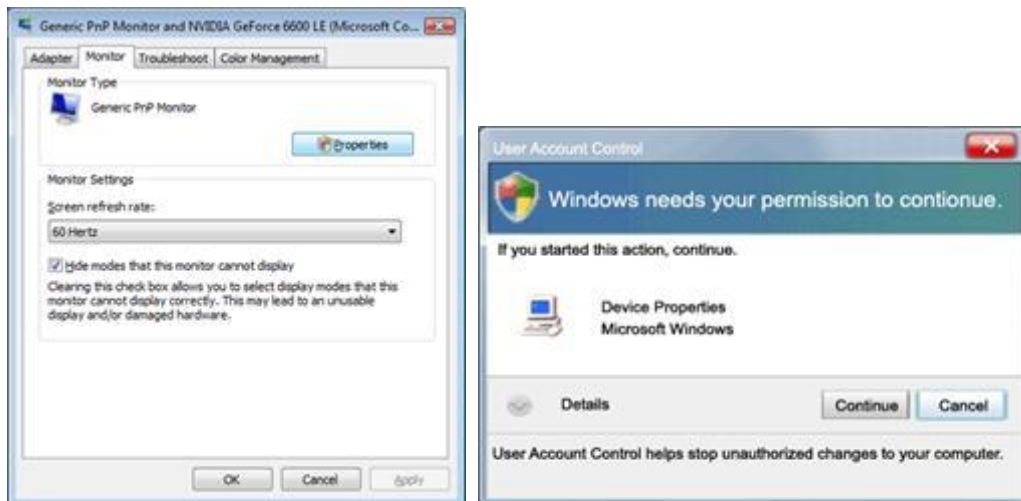 Generic PnP Monitor and NVIDIA GeForce 6600 LE (Microsoft Co...
Adapter Monitor Troubleshoot Color Management
Monitor Type
Generic PnP Monitor
Properties
Monitor Settings
Screen refresh rate:
60 Hertz
Hide modes that this monitor cannot display
Clearing this check box allows you to select display modes that this
monitor cannot display correctly. This may lead to an unusable
display and/or damaged hardware.
OK Cancel Apply
User Account Control
Windows needs your permission to contionue.
If you started this action, continue.
Device Properties
Microsoft Windows
Details Continue Cancel
User Account Control helps stop unauthorized changes to your computer.